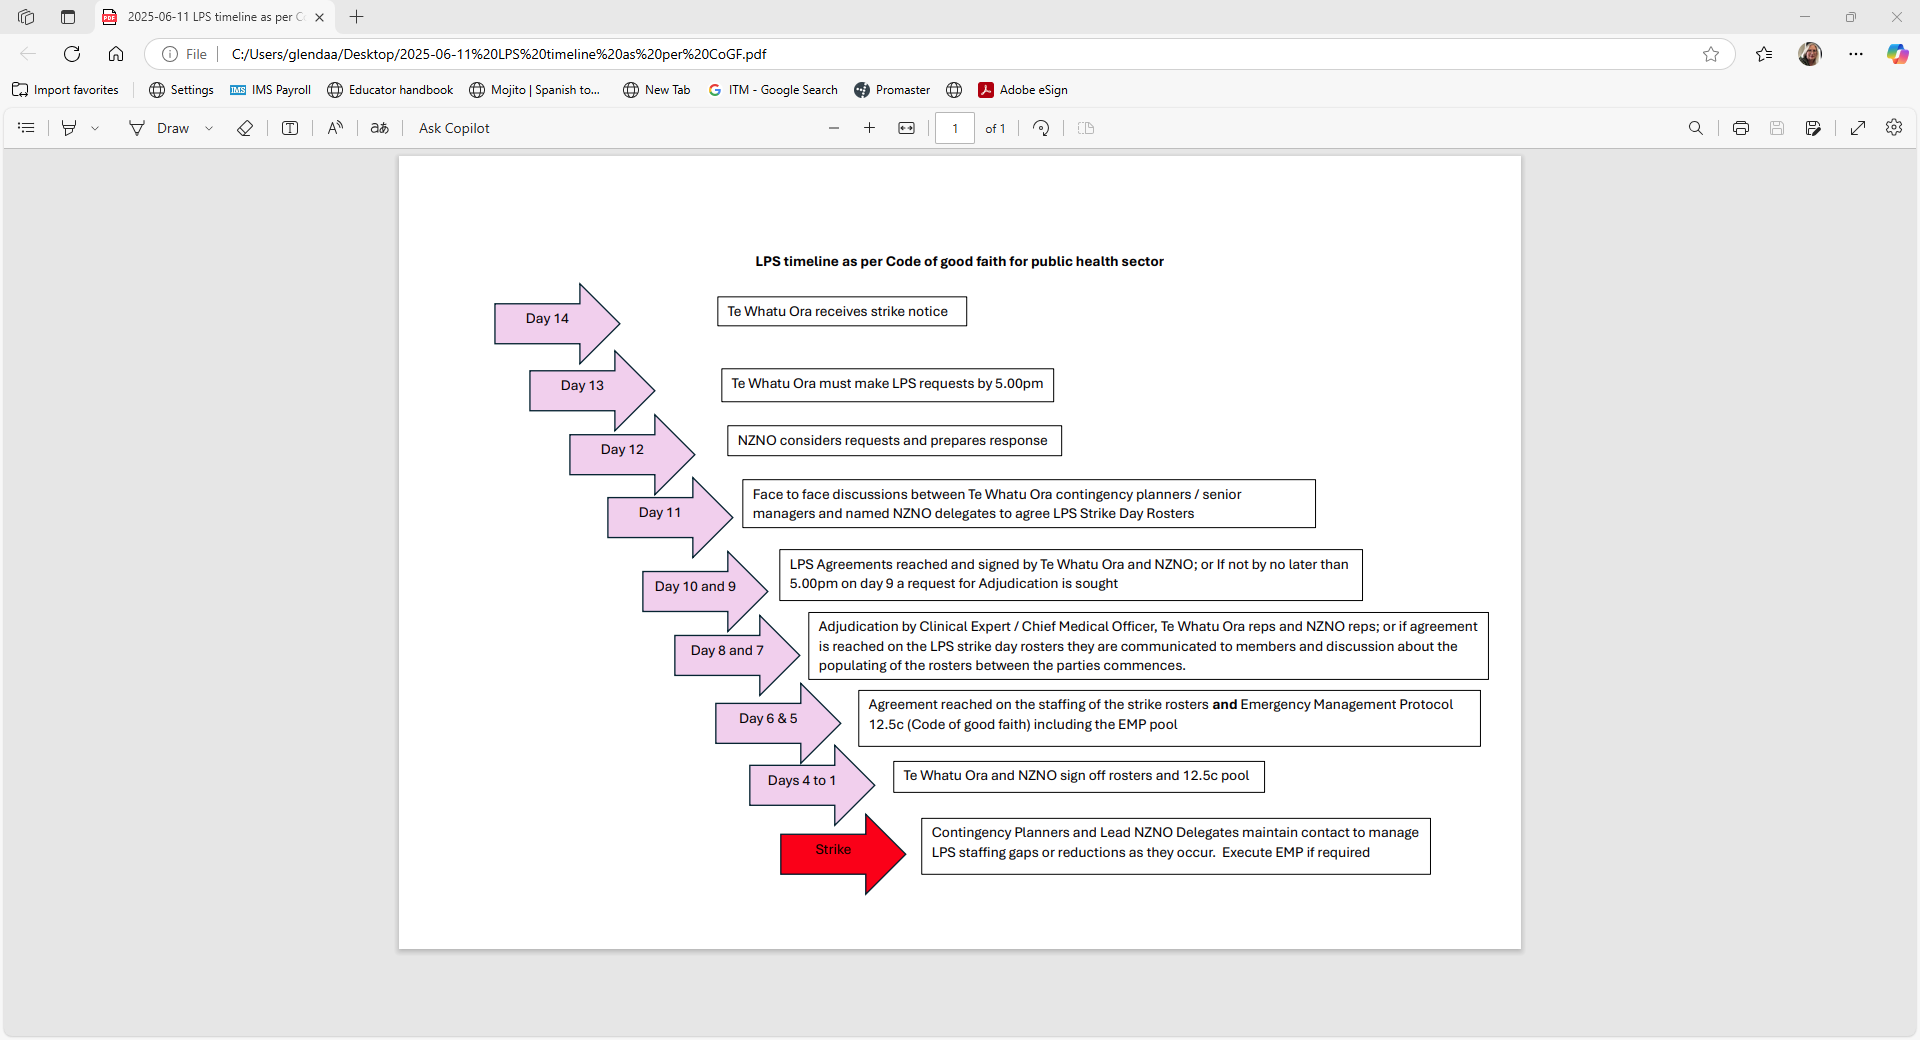 2025-06-11 LPS timeline as per C
File
C:/Users/glendaa/Desktop/2025-06-11%20LPS%20timeline%20as%20per%20CoGF.pdf
Import favorites
Settings
IMS
IMS Payroll
Educator handbook
Mojito | Spanish to...
New Tab
ITM - Google Search
Promaster
Adobe eSign
Draw
Ask Copilot
1
of 1
LPS timeline as per Code of good faith for public health sector
Day 14
Te Whatu Ora receives strike notice
Day 13
Te Whatu Ora must make LPS requests by 5.00pm
Day 12
NZNO considers requests and prepares response
Day 11
Face to face discussions between Te Whatu Ora contingency planners / senior
managers and named NZNO delegates to agree LPS Strike Day Rosters
Day 10 and 9
LPS Agreements reached and signed by Te Whatu Ora and NZNO; or If not by no later than
5.00pm on day 9 a request for Adjudication is sought
Day 8 and 7
Adjudication by Clinical Expert / Chief Medical Officer, Te Whatu Ora reps and NZNO reps; or if agreement
is reached on the LPS strike day rosters they are communicated to members and discussion about the
populating of the rosters between the parties commences.
Day 6 & 5
Agreement reached on the staffing of the strike rosters and Emergency Management Protocol
12.5c (Code of good faith) including the EMP pool
Days 4 to 1
Te Whatu Ora and NZNO sign off rosters and 12.5c pool
Strike
Contingency Planners and Lead NZNO Delegates maintain contact to manage
LPS staffing gaps or reductions as they occur.  Execute EMP if required